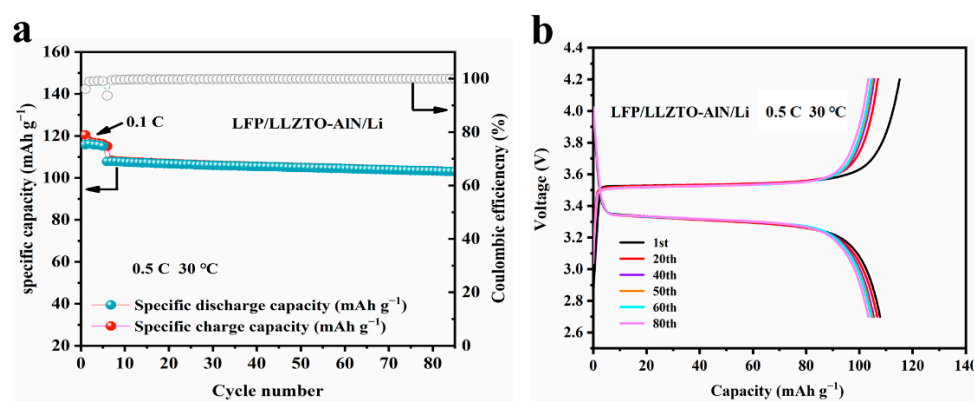 a
160
140
120
100
80
60
40
20
specific capacity (mAh g⁻¹)
0.1 C
LFP/LLZTO-AlN/Li
0.5 C 30 °C
Specific discharge capacity (mAh g⁻¹)
Specific charge capacity (mAh g⁻¹)
100
80
60
40
20
0
Coulombic efficiencny (%)
0 10 20 30 40 50 60 70 80
Cycle number
b
4.4
4.2
4.0
3.8
3.6
3.4
3.2
3.0
2.8
2.6
Voltage (V)
LFP/LLZTO-AlN/Li 0.5 C 30 °C
1st
20th
40th
50th
60th
80th
0 20 40 60 80 100 120 140
Capacity (mAh g⁻¹)